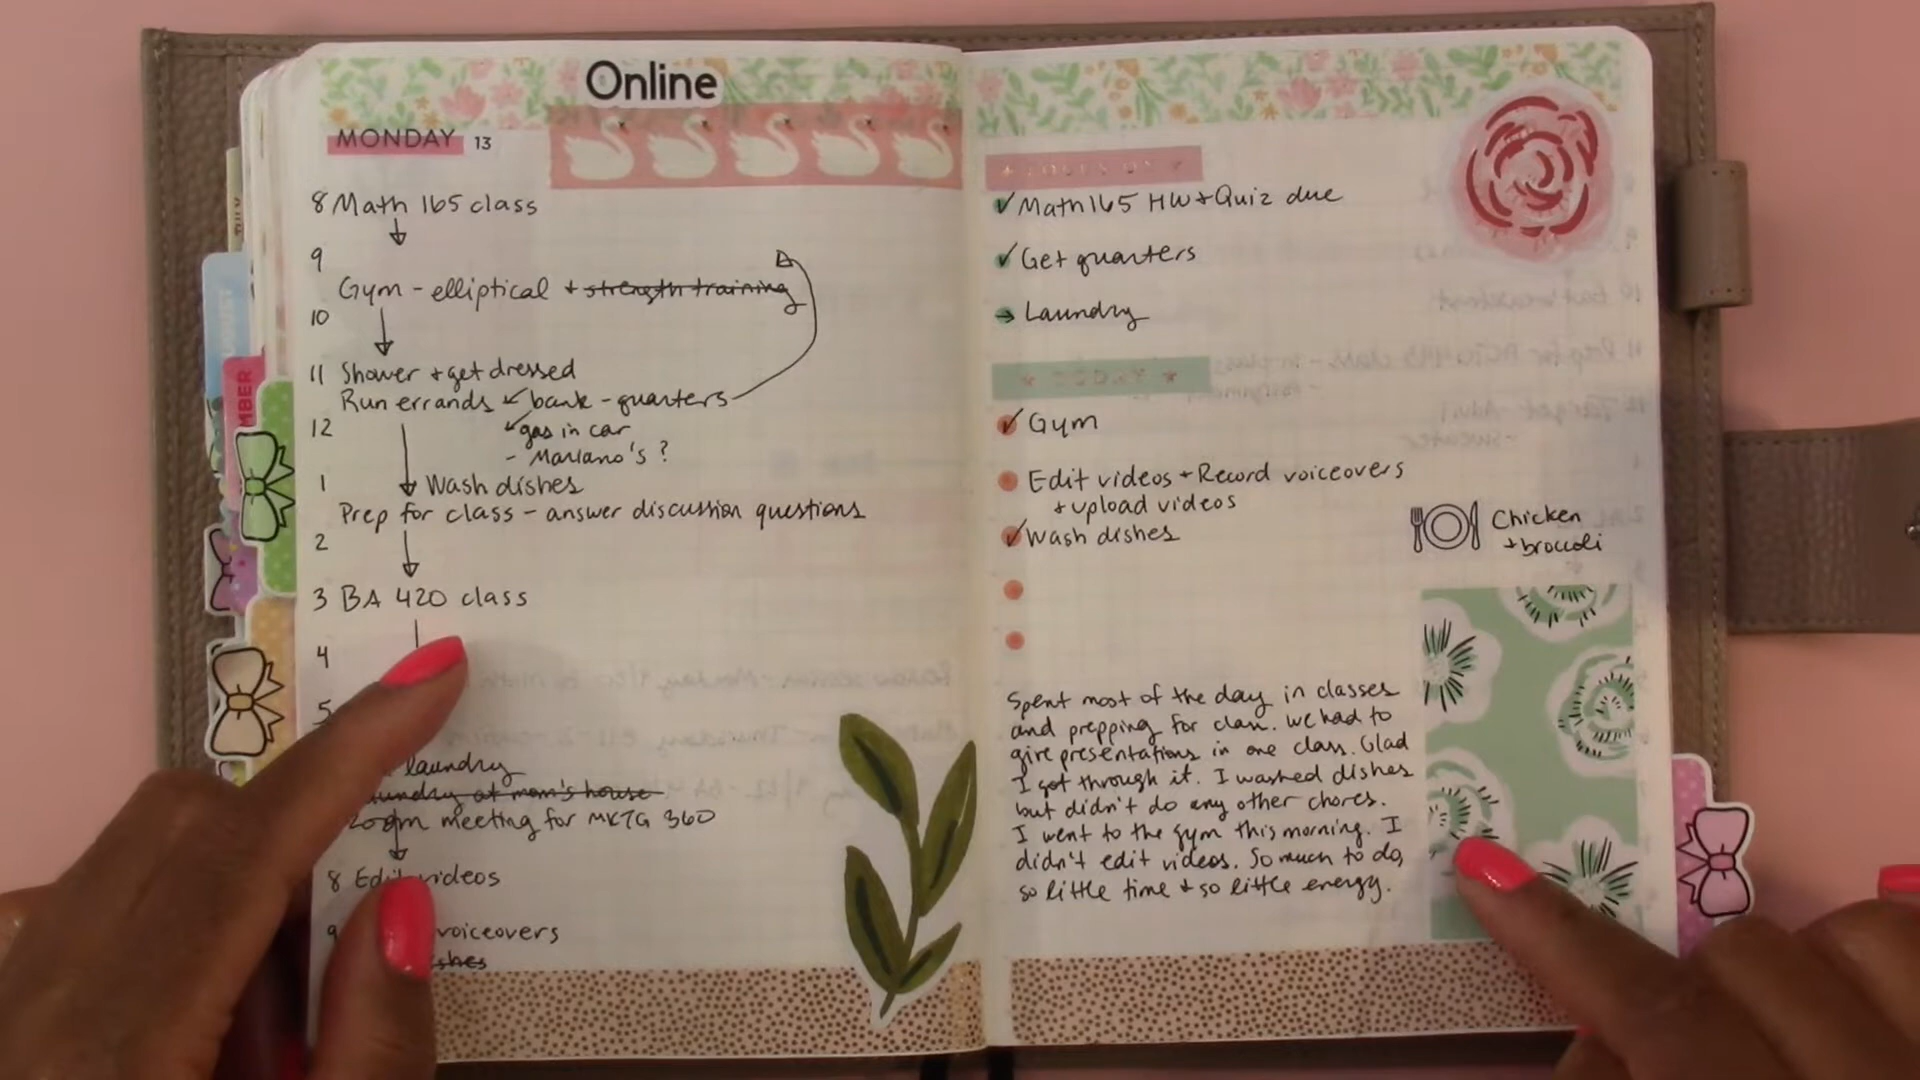 Online
MONDAY 13
8 Math 165 class
9
Gym - elliptical + strength training
10
11 Shower + get dressed
Run errands ✓ bank - quarters
12 ✓ gas in car
- Mariano's ?
1 Wash dishes
Prep for class - answer discussion questions
2
3 BA 420 class
4
5
laundry
laundry at mom's house
Zoom meeting for MKTG 360
8 Edit videos
9 voiceovers
TODAY
✓ Math 165 HW + Quiz due
✓ Get quarters
→ Laundry
✓ Gym
Edit videos + Record voiceovers
+ upload videos
✓ Wash dishes
Chicken
+ broccoli
Spent most of the day in classes
and prepping for class. We had to
give presentations in one class. Glad
I got through it. I washed dishes
but didn't do any other chores.
I went to the gym this morning. I
didn't edit videos. So much to do,
so little time + so little energy.